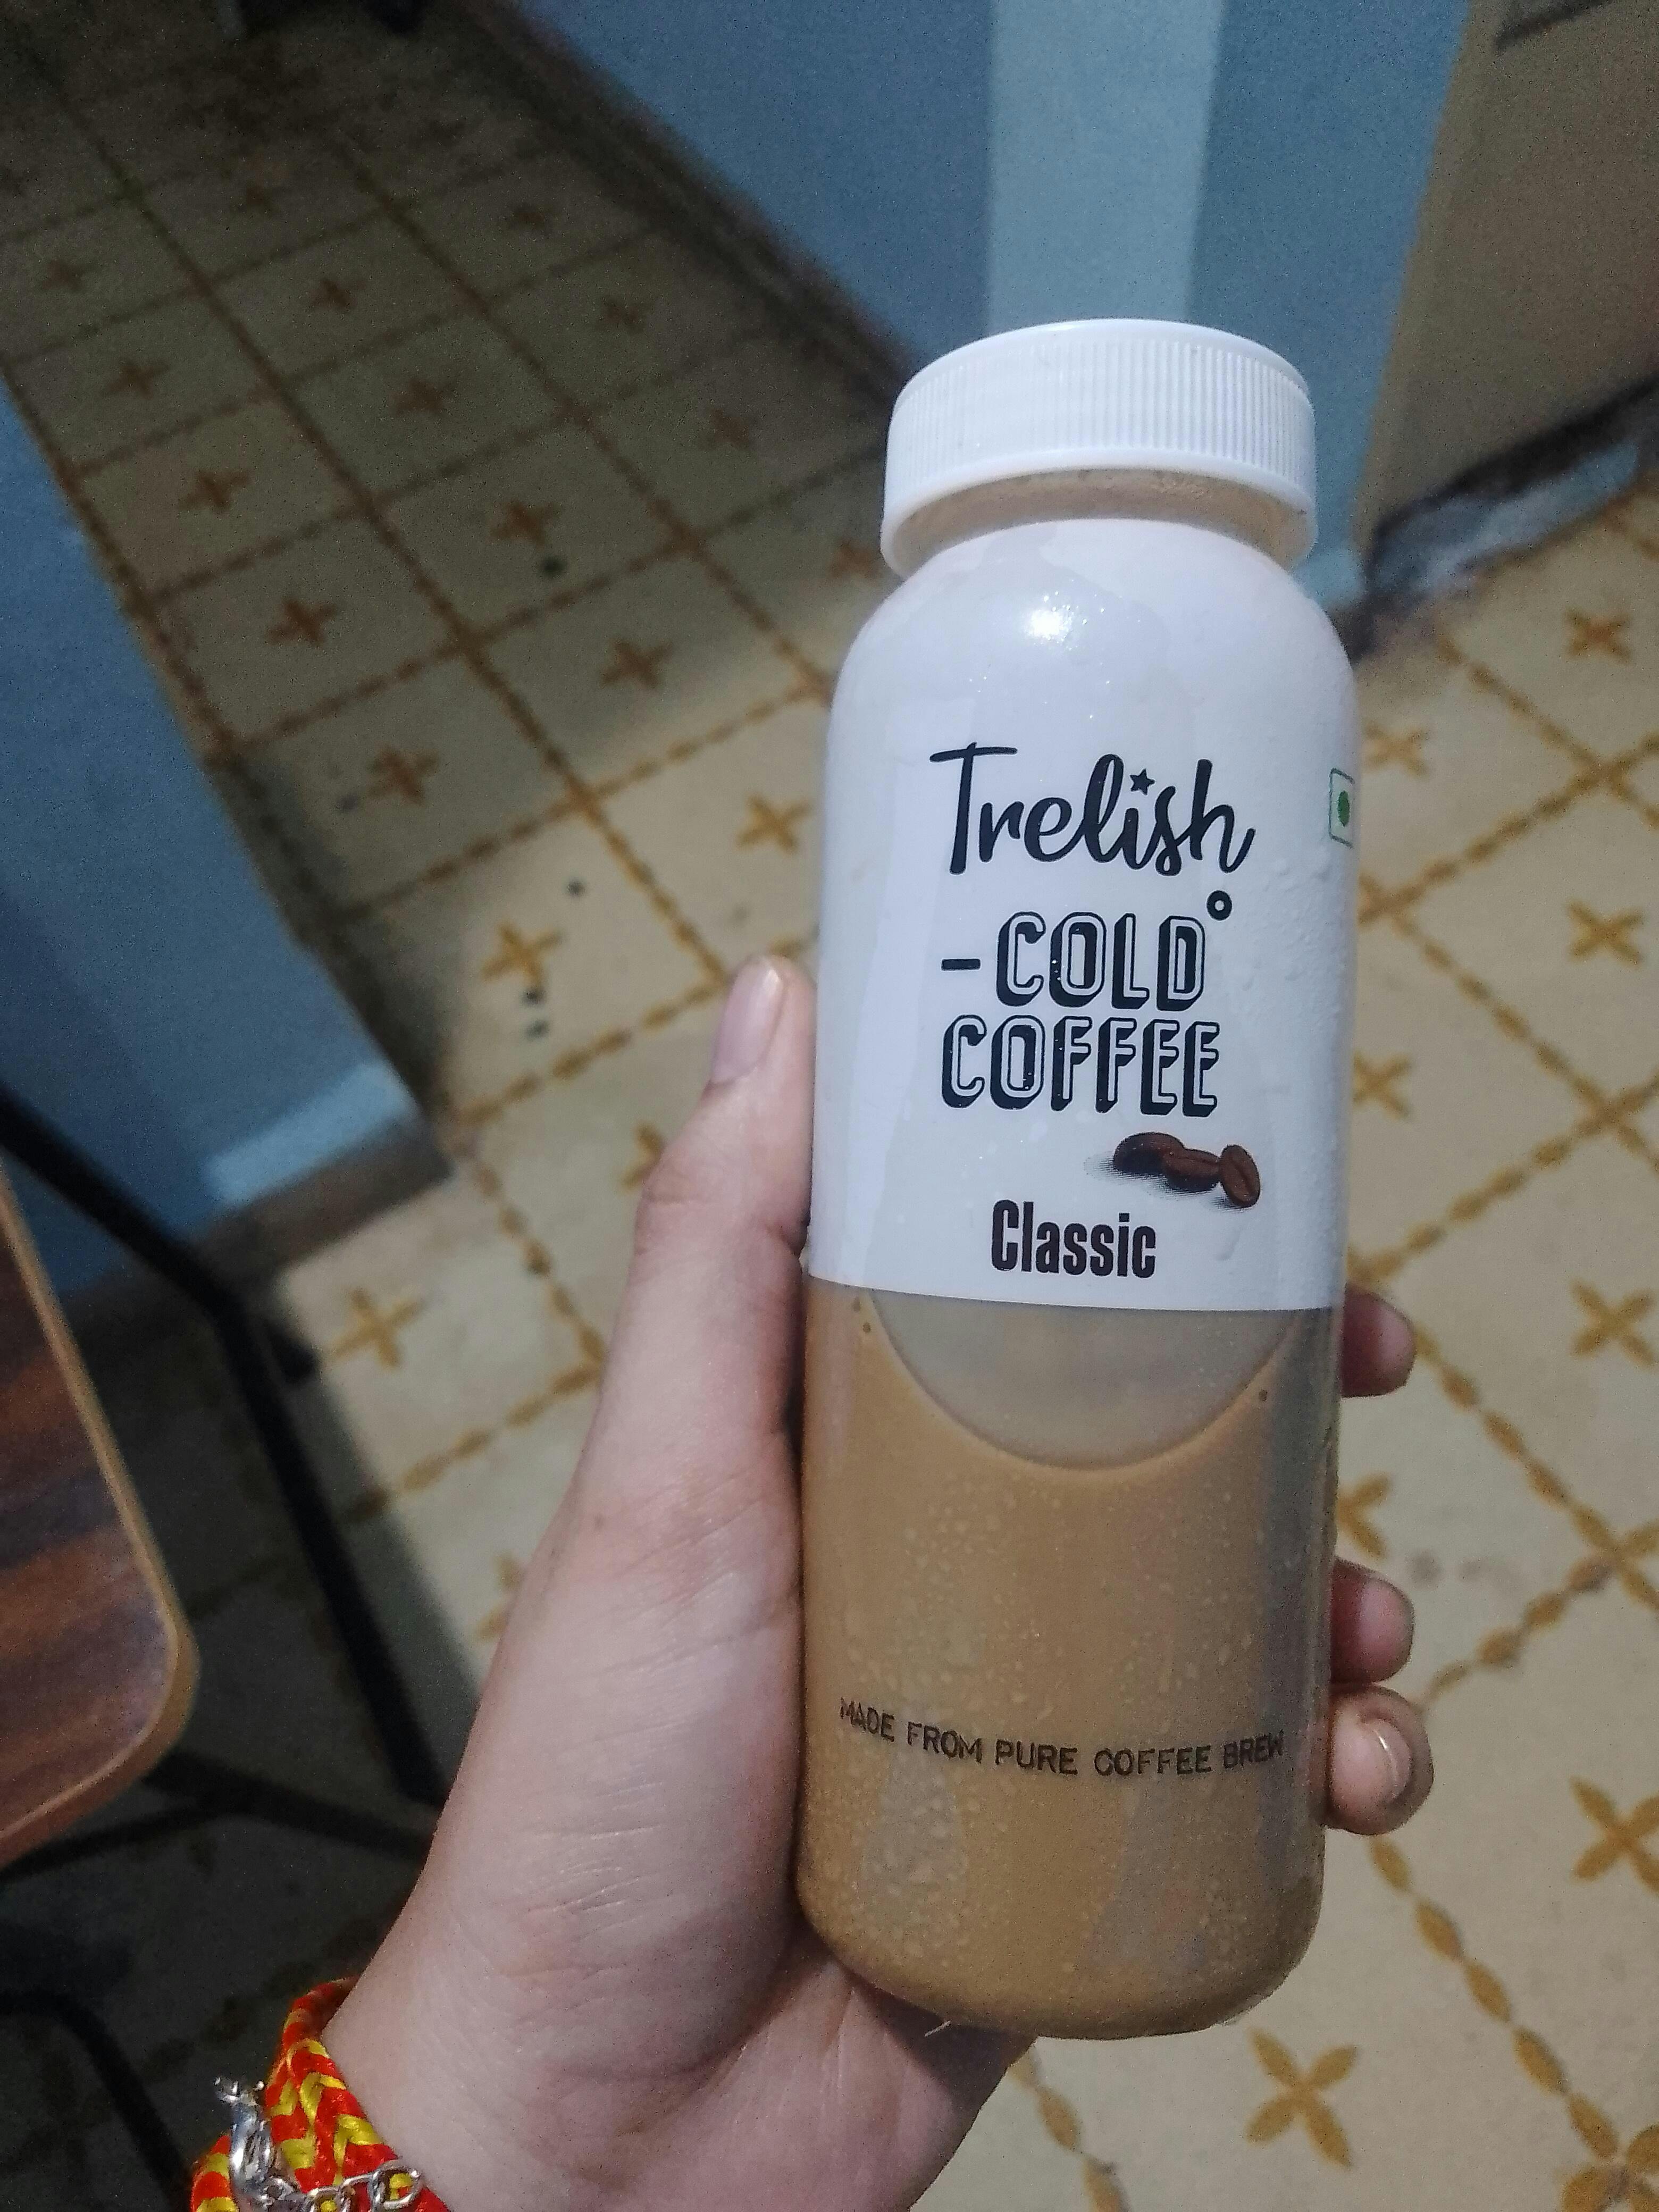 Trelish
-COLD°
COFFEE
Classic
MADE FROM PURE COFFEE BREW